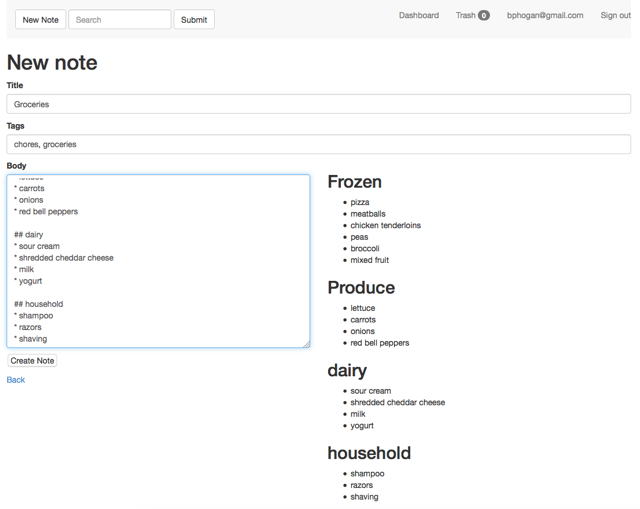 New Note Search Submit Dashboard Trash 0 bphogan@gmail.com Sign out
New note
Title
Groceries
Tags
chores, groceries
Body
* lettuce
* carrots
* onions
* red bell peppers
## dairy
* sour cream
* shredded cheddar cheese
* milk
* yogurt
## household
* shampoo
* razors
* shaving
Create Note
Back
Frozen
• pizza
• meatballs
• chicken tenderloins
• peas
• broccoli
• mixed fruit
Produce
• lettuce
• carrots
• onions
• red bell peppers
dairy
• sour cream
• shredded cheddar cheese
• milk
• yogurt
household
• shampoo
• razors
• shaving